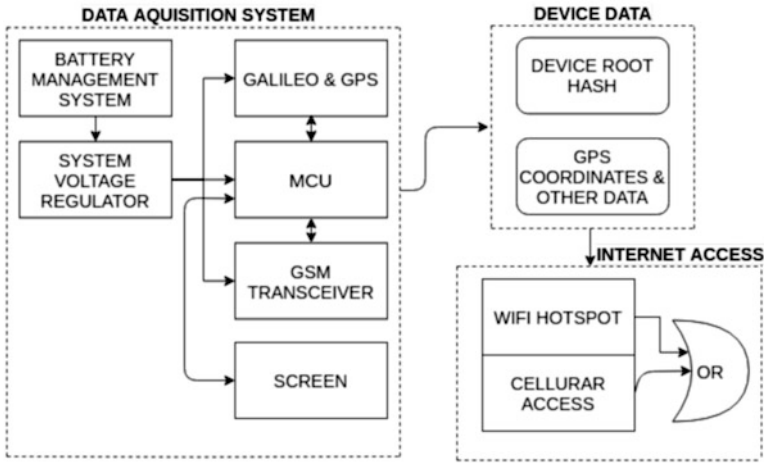 DATA AQUISITION SYSTEM
BATTERY
MANAGEMENT
SYSTEM
SYSTEM
VOLTAGE
REGULATOR
GALILEO & GPS
MCU
GSM
TRANSCEIVER
SCREEN
DEVICE DATA
DEVICE ROOT
HASH
GPS
COORDINATES &
OTHER DATA
INTERNET ACCESS
WIFI HOTSPOT
CELLURAR
ACCESS
OR